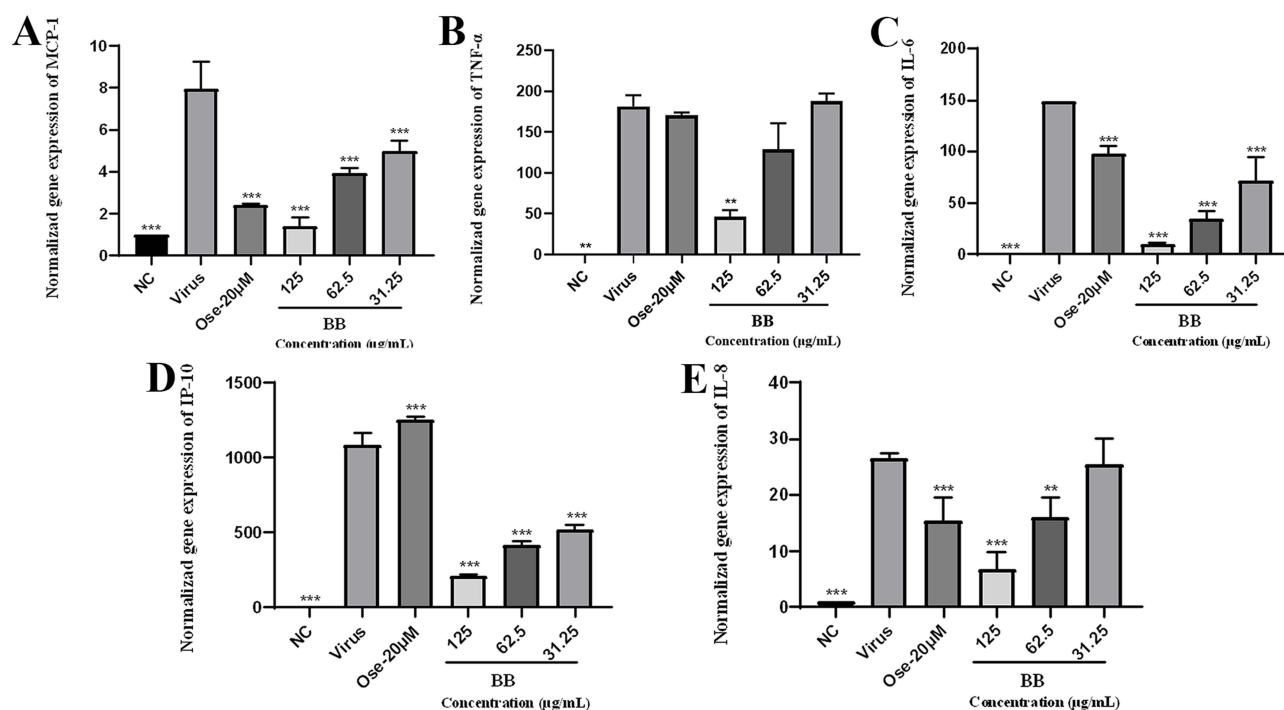 A
Normalizad gene expression of MCP-1
10
8
6
4
2
0
***
***
***
***
***
NC
Virus
Ose-20μM
125
62.5
31.25
BB
Concentration (μg/mL)
B
Normalizad gene expression of TNF-α
250
200
150
100
50
0
**
**
NC
Virus
Ose-20μM
125
62.5
31.25
BB
Concentration (μg/mL)
C
Normalizad gene expression of IL-6
200
150
100
50
0
***
***
***
***
***
NC
Virus
Ose-20μM
125
62.5
31.25
BB
Concentration (μg/mL)
D
Normalizad gene expression of IP-10
1500
1000
500
0
***
***
***
***
***
NC
Virus
Ose-20μM
125
62.5
31.25
BB
Concentration (μg/mL)
E
Normalizad gene expression of IL-8
40
30
20
10
0
***
***
***
**
NC
Virus
Ose-20μM
125
62.5
31.25
BB
Concentration (μg/mL)